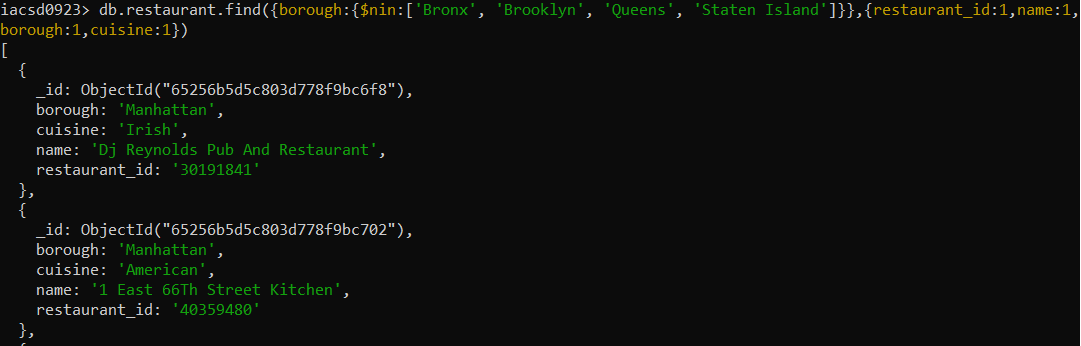 iacsd0923> db.restaurant.find({borough:{$nin:['Bronx', 'Brooklyn', 'Queens', 'Staten Island']}},{restaurant_id:1,name:1,
borough:1,cuisine:1})
[
  {
    _id: ObjectId("65256b5d5c803d778f9bc6f8"),
    borough: 'Manhattan',
    cuisine: 'Irish',
    name: 'Dj Reynolds Pub And Restaurant',
    restaurant_id: '30191841'
  },
  {
    _id: ObjectId("65256b5d5c803d778f9bc702"),
    borough: 'Manhattan',
    cuisine: 'American',
    name: '1 East 66Th Street Kitchen',
    restaurant_id: '40359480'
  },
  {